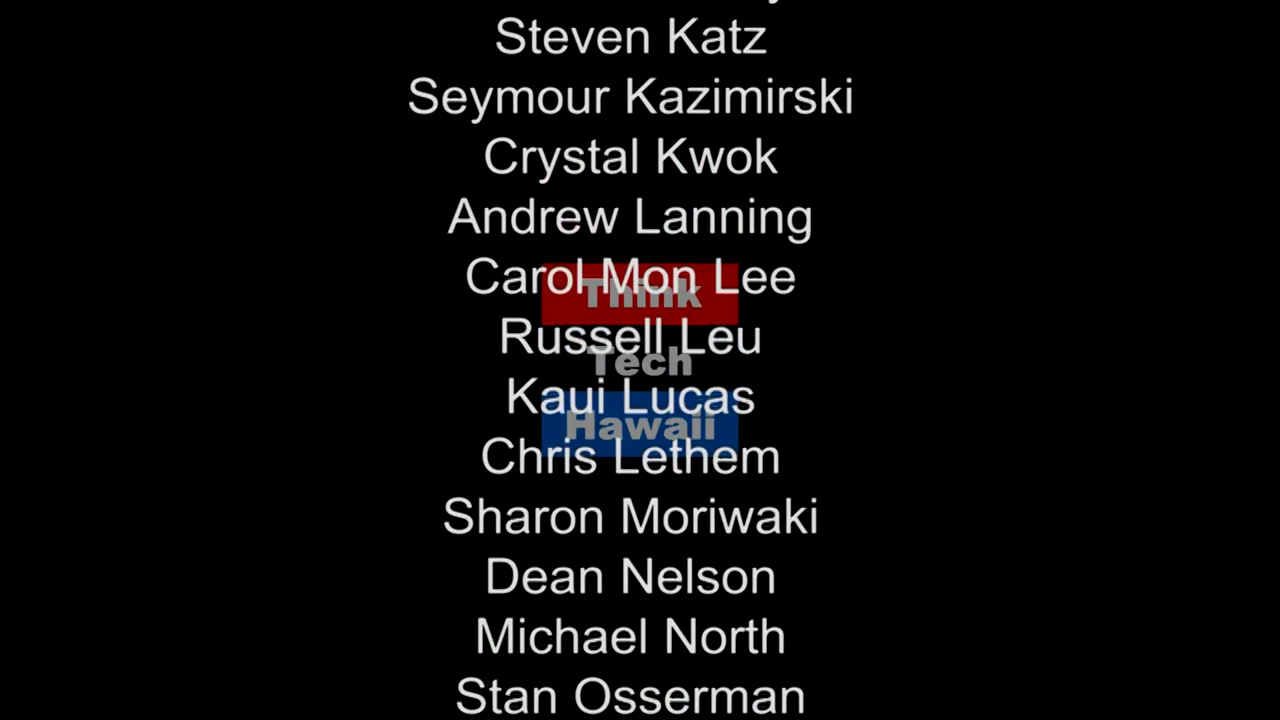 Steven Katz
Seymour Kazimirski
Crystal Kwok
Andrew Lanning
Carol Mon Lee
Think
Russell Leu
Tech
Kaui Lucas
Hawaii
Chris Lethem
Sharon Moriwaki
Dean Nelson
Michael North
Stan Osserman